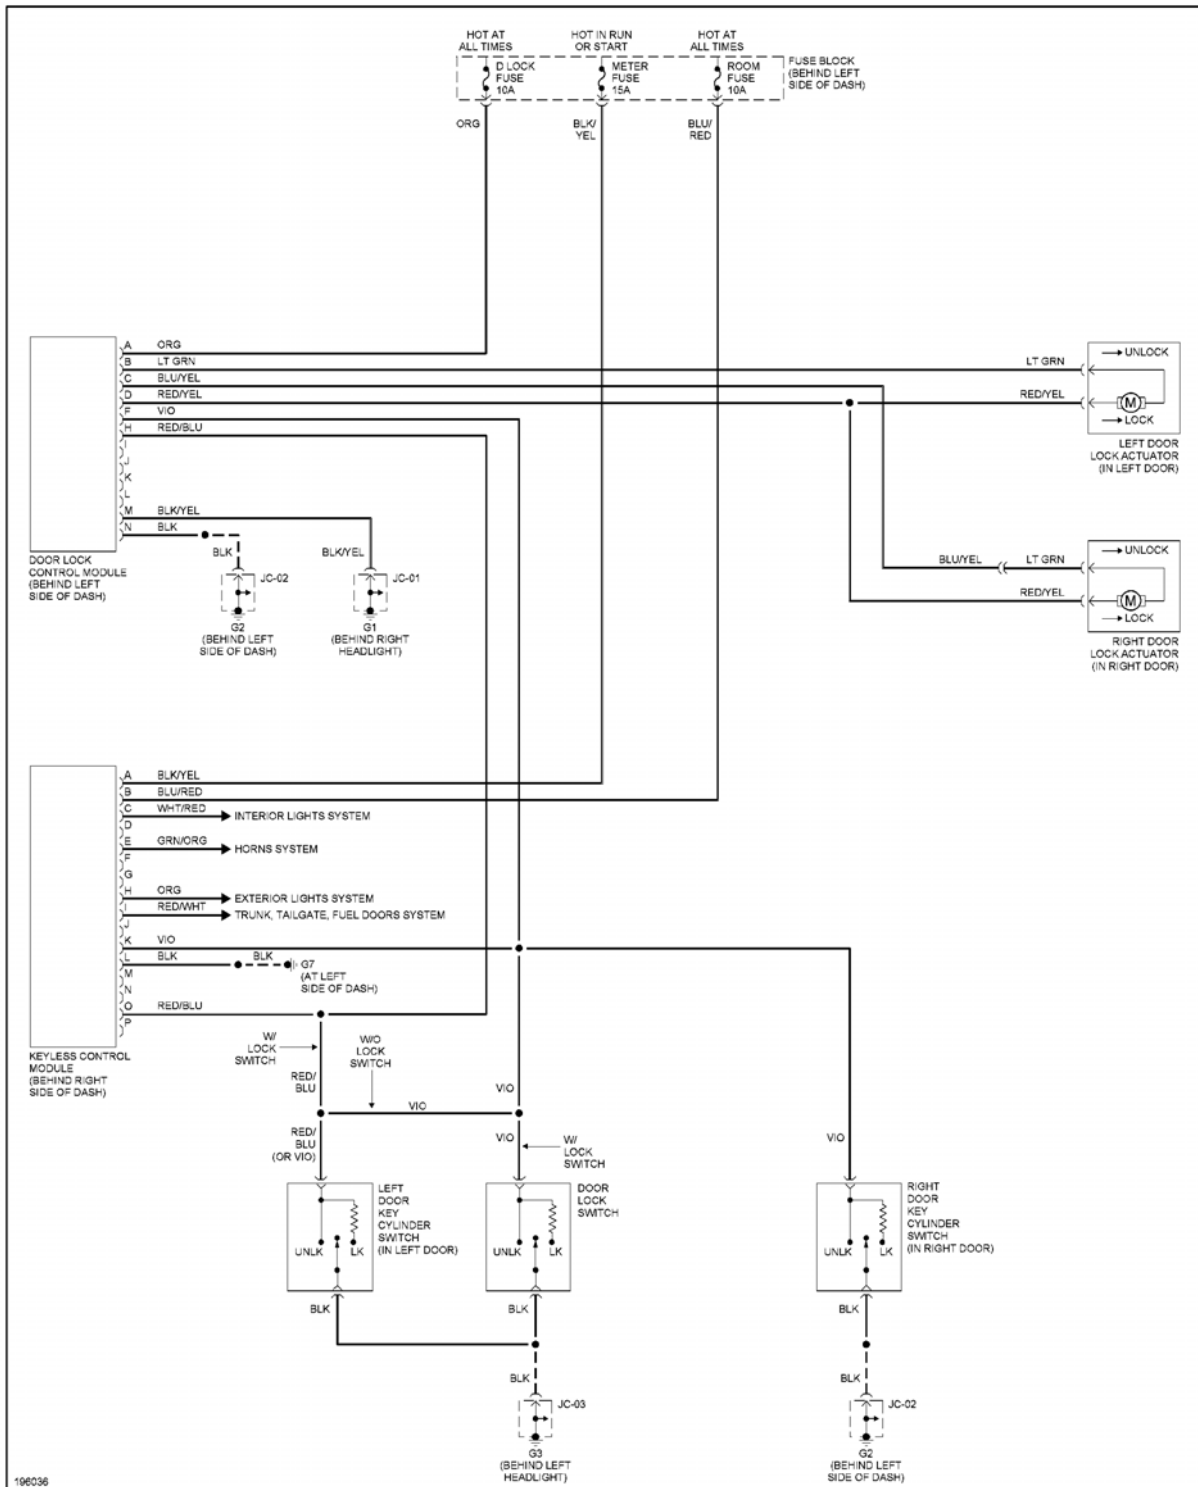 HOT AT
ALL TIMES
HOT IN RUN
OR START
HOT AT
ALL TIMES
D LOCK
FUSE
10A
METER
FUSE
15A
ROOM
FUSE
10A
FUSE BLOCK
(BEHIND LEFT
SIDE OF DASH)
ORG
BLK/
YEL
BLU/
RED
A ORG
B LT GRN
C BLU/YEL
D RED/YEL
F VIO
H RED/BLU
I
J
K
L
M BLK/YEL
N BLK
DOOR LOCK
CONTROL MODULE
(BEHIND LEFT
SIDE OF DASH)
BLK
JC-02
G2
(BEHIND LEFT
SIDE OF DASH)
BLK/YEL
JC-01
G1
(BEHIND RIGHT
HEADLIGHT)
LT GRN
RED/YEL
UNLOCK
M
LOCK
LEFT DOOR
LOCK ACTUATOR
(IN LEFT DOOR)
BLU/YEL
LT GRN
RED/YEL
UNLOCK
M
LOCK
RIGHT DOOR
LOCK ACTUATOR
(IN RIGHT DOOR)
A BLK/YEL
B BLU/RED
C WHT/RED INTERIOR LIGHTS SYSTEM
D
E GRN/ORG HORNS SYSTEM
F
G
H ORG EXTERIOR LIGHTS SYSTEM
I RED/WHT TRUNK, TAILGATE, FUEL DOORS SYSTEM
J
K VIO
L BLK BLK G7
(AT LEFT
SIDE OF DASH)
M
N
O RED/BLU
P
KEYLESS CONTROL
MODULE
(BEHIND RIGHT
SIDE OF DASH)
W/
LOCK
SWITCH
W/O
LOCK
SWITCH
RED/
BLU
VIO
VIO
RED/
BLU
(OR VIO)
VIO
W/
LOCK
SWITCH
VIO
LEFT
DOOR
KEY
CYLINDER
SWITCH
(IN LEFT DOOR)
UNLK LK
DOOR
LOCK
SWITCH
UNLK LK
RIGHT
DOOR
KEY
CYLINDER
SWITCH
(IN RIGHT DOOR)
UNLK LK
BLK
BLK
BLK
BLK
JC-03
G3
(BEHIND LEFT
HEADLIGHT)
BLK
JC-02
G2
(BEHIND LEFT
SIDE OF DASH)
196036